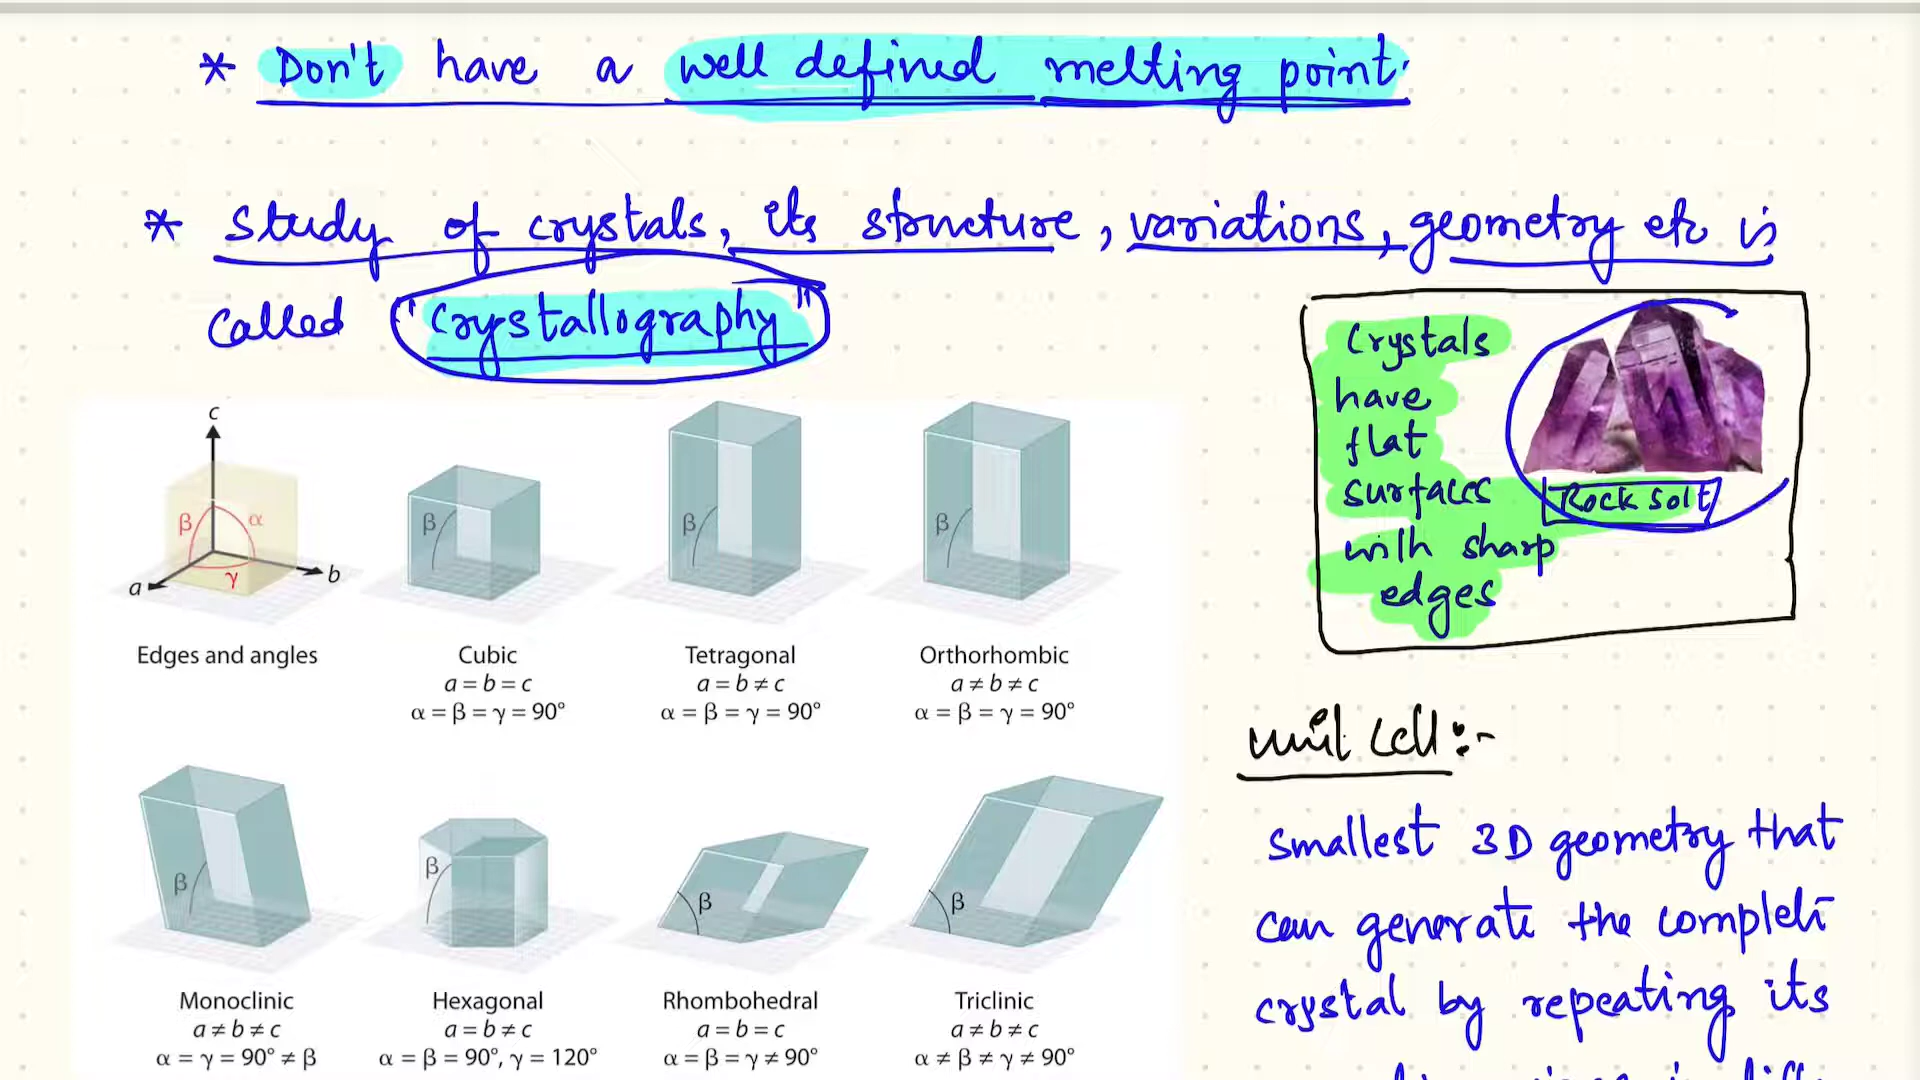 * Don't have a well defined melting point.
* study of crystals, its structure, variations, geometry etc is
called "crystallography"
Crystals
have
flat
surfaces
with sharp
edges
Rock Salt
c
β α
γ
a b
Edges and angles
β
Cubic
a = b = c
α = β = γ = 90°
β
Tetragonal
a = b ≠ c
α = β = γ = 90°
β
Orthorhombic
a ≠ b ≠ c
α = β = γ = 90°
β
Monoclinic
a ≠ b ≠ c
α = γ = 90° ≠ β
β
Hexagonal
a = b ≠ c
α = β = 90°, γ = 120°
β
Rhombohedral
a = b = c
α = β = γ ≠ 90°
β
Triclinic
a ≠ b ≠ c
α ≠ β ≠ γ ≠ 90°
unit cell :-
smallest 3D geometry that
can generate the complete
crystal by repeating its